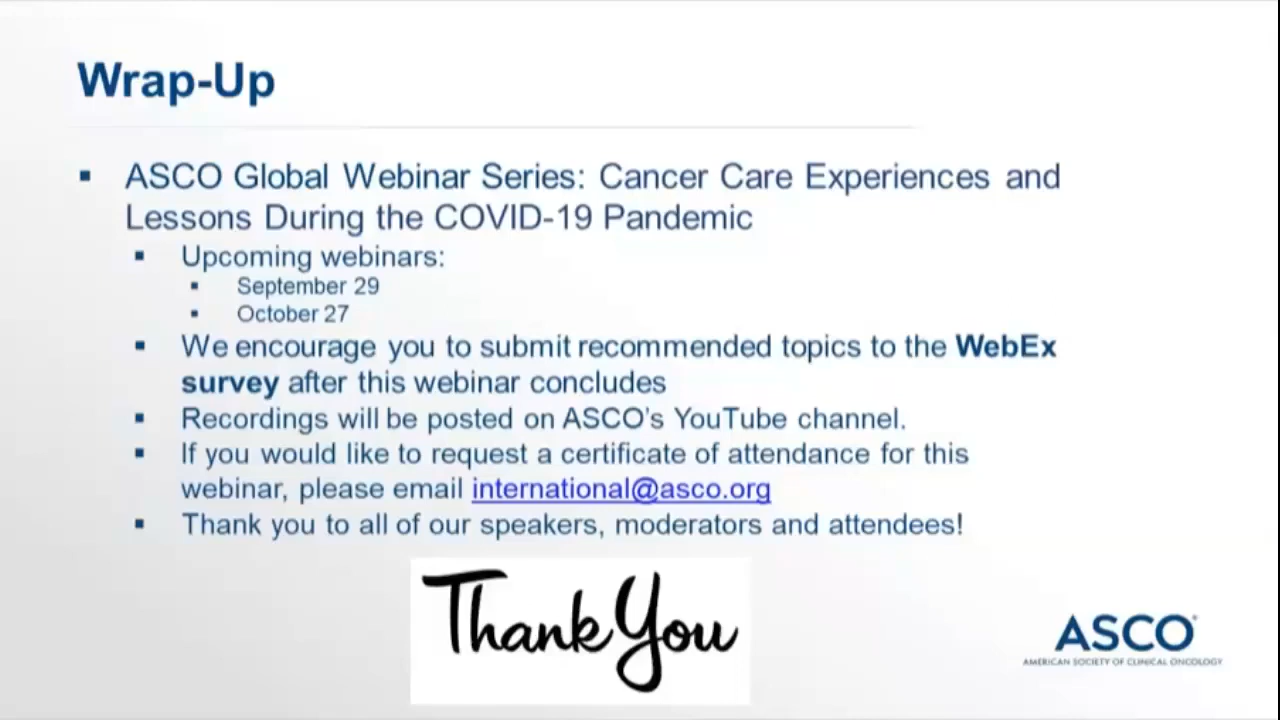 Wrap-Up
ASCO Global Webinar Series: Cancer Care Experiences and
Lessons During the COVID-19 Pandemic
Upcoming webinars:
September 29
October 27
We encourage you to submit recommended topics to the WebEx
survey after this webinar concludes
Recordings will be posted on ASCO's YouTube channel.
If you would like to request a certificate of attendance for this
webinar, please email international@asco.org
Thank you to all of our speakers, moderators and attendees!
Thank You
ASCO®
AMERICAN SOCIETY OF CLINICAL ONCOLOGY